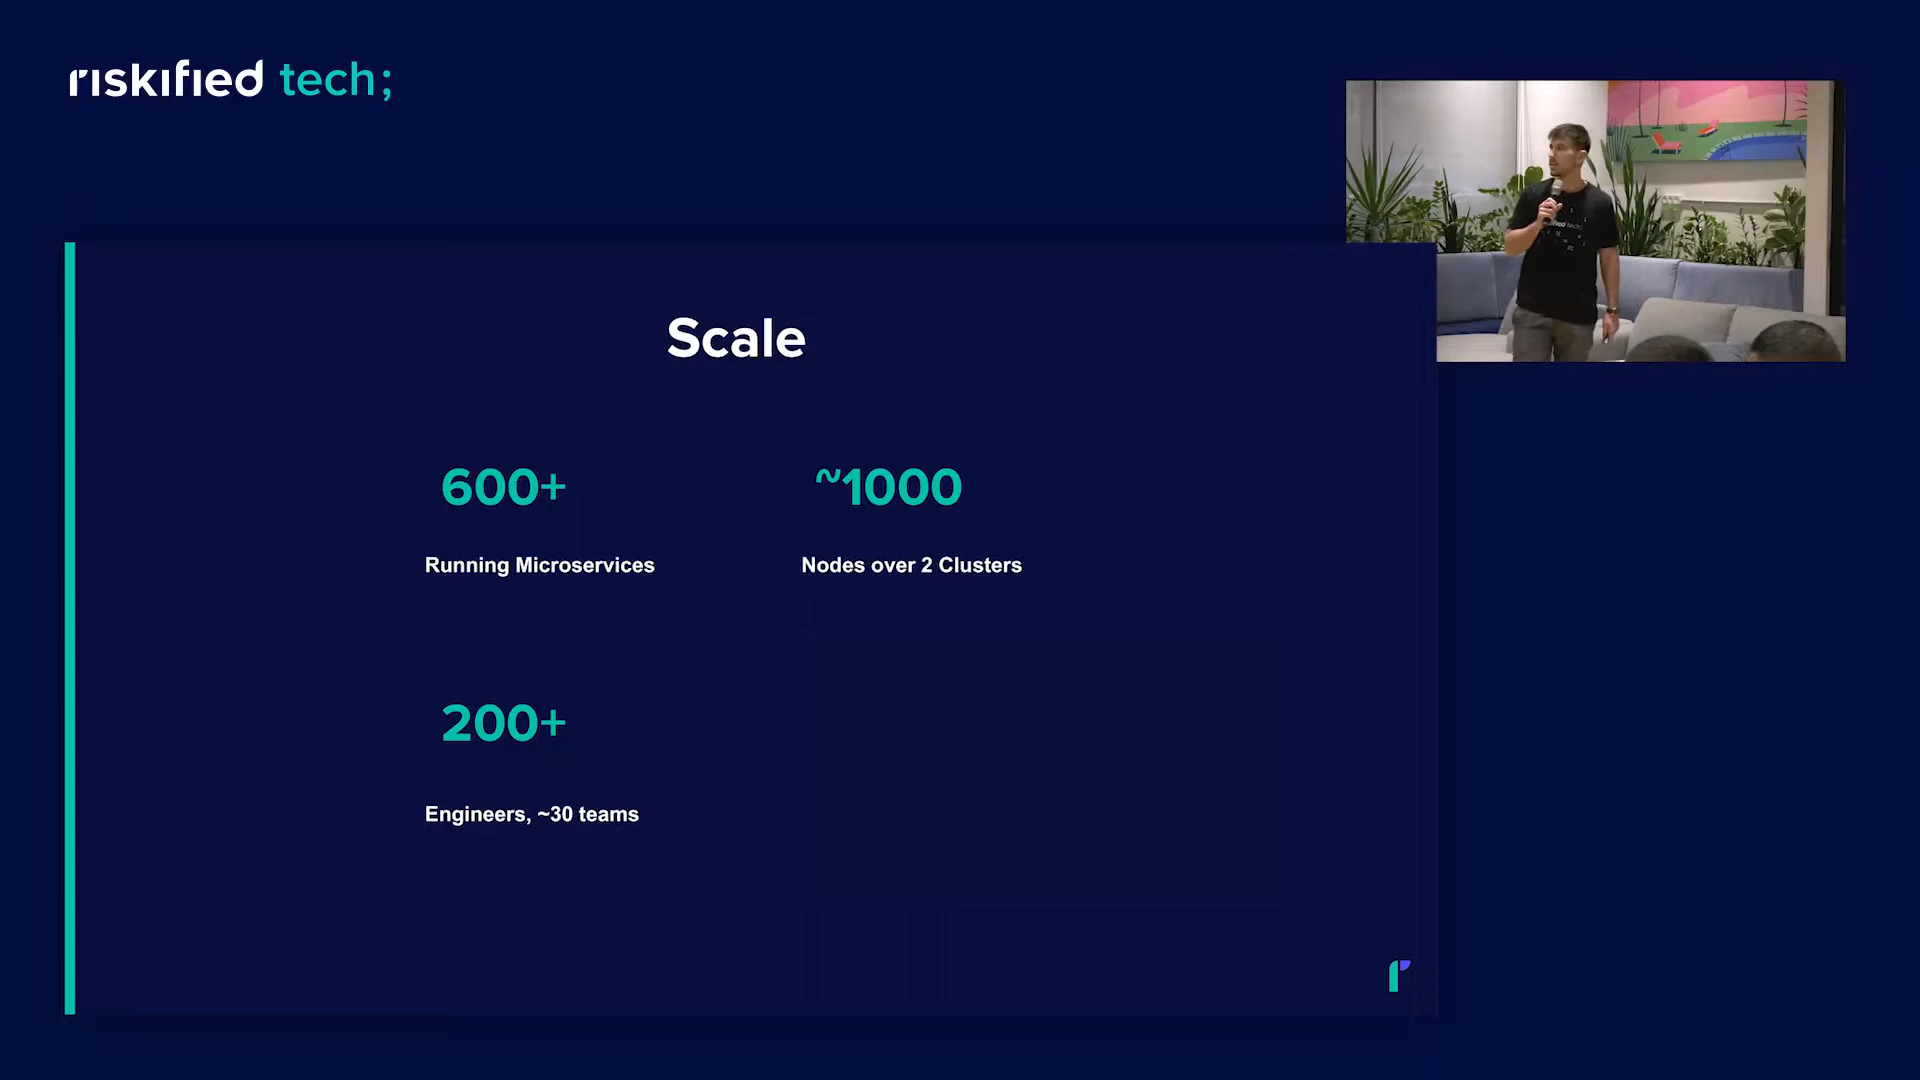 riskified tech;
Scale
600+
~1000
Running Microservices
Nodes over 2 Clusters
200+
Engineers, ~30 teams